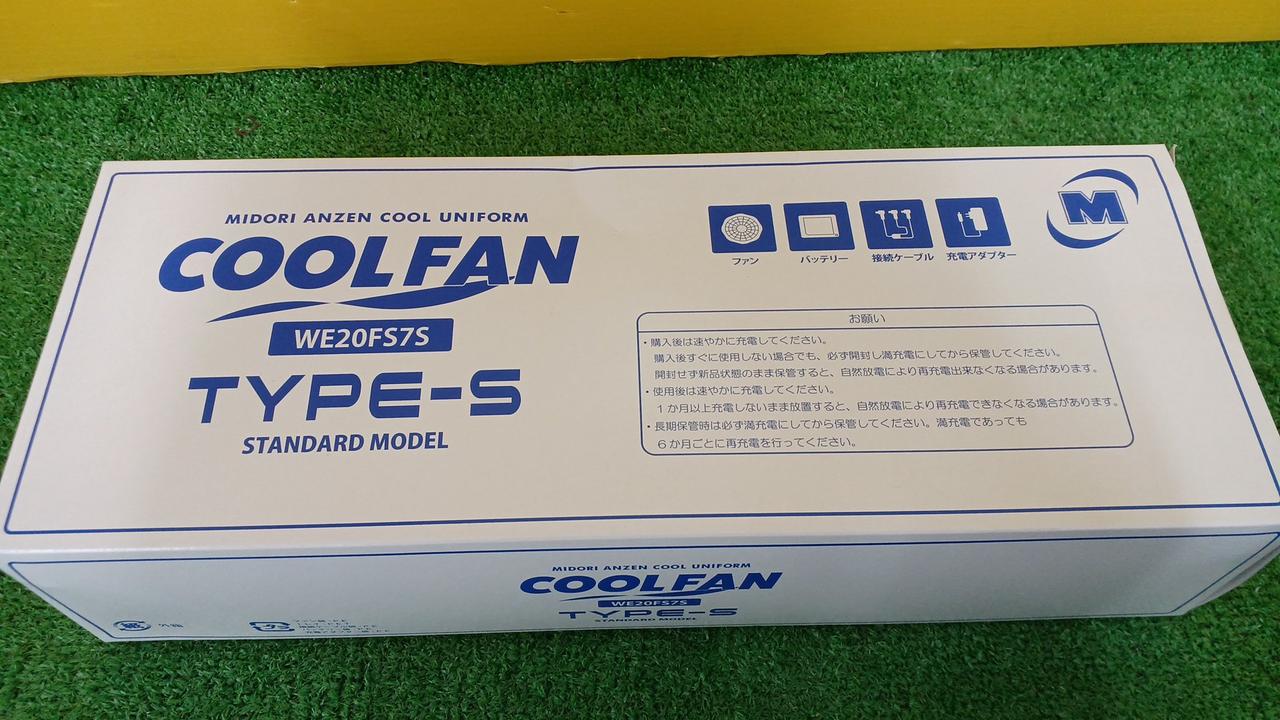 MIDORI ANZEN COOL UNIFORM
COOLFAN
WE20FS7S
TYPE-S
STANDARD MODEL
ファン
バッテリー
接続ケーブル
充電アダプター
M
お願い
・購入後は速やかに充電してください。
購入後すぐに使用しない場合でも、必ず開封し満充電にしてから保管してください。
開封せず新品状態のまま保管すると、自然放電により再充電出来なくなる場合があります。
・使用後は速やかに充電してください。
1か月以上充電しないまま放置すると、自然放電により再充電できなくなる場合があります。
・長期保管時は必ず満充電にしてから保管してください。満充電であっても
6か月ごとに再充電を行ってください。
MIDORI ANZEN COOL UNIFORM
COOLFAN
WE20FS7S
TYPE-S
STANDARD MODEL
紙
外箱
プラ